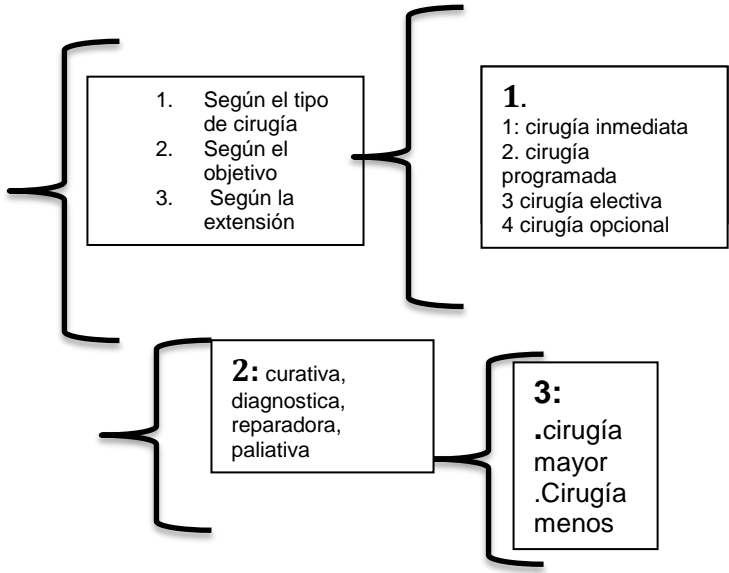 1. Según el tipo
de cirugía
2. Según el
objetivo
3. Según la
extensión
1.
1: cirugía inmediata
2. cirugía
programada
3 cirugía electiva
4 cirugía opcional
2: curativa,
diagnostica,
reparadora,
paliativa
3:
.cirugía
mayor
.Cirugía
menos